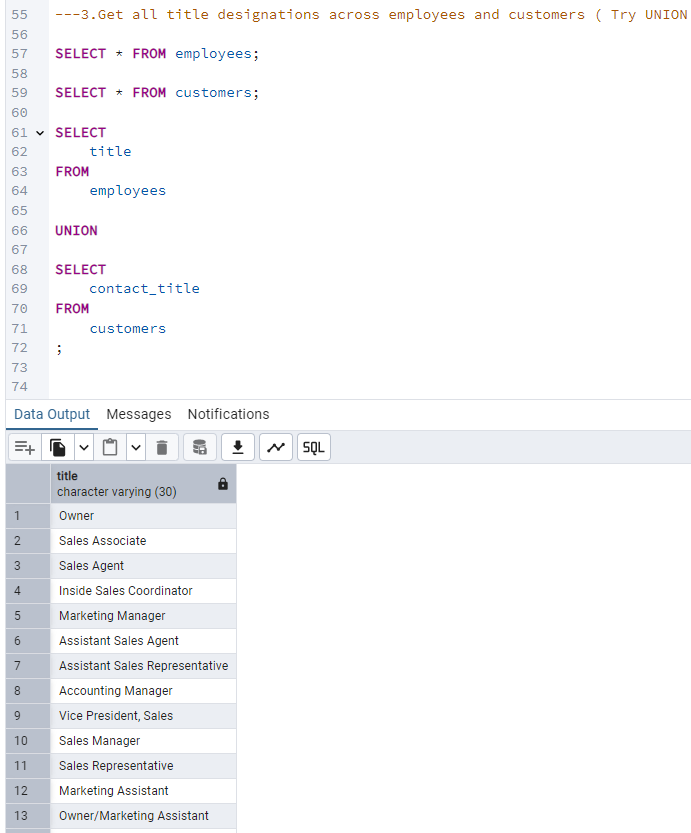 55 ---3.Get all title designations across employees and customers ( Try UNION
56
57 SELECT * FROM employees;
58
59 SELECT * FROM customers;
60
61 SELECT
62 title
63 FROM
64 employees
65
66 UNION
67
68 SELECT
69 contact_title
70 FROM
71 customers
72 ;
73
74
Data Output Messages Notifications
SQL
title
character varying (30)
1 Owner
2 Sales Associate
3 Sales Agent
4 Inside Sales Coordinator
5 Marketing Manager
6 Assistant Sales Agent
7 Assistant Sales Representative
8 Accounting Manager
9 Vice President, Sales
10 Sales Manager
11 Sales Representative
12 Marketing Assistant
13 Owner/Marketing Assistant